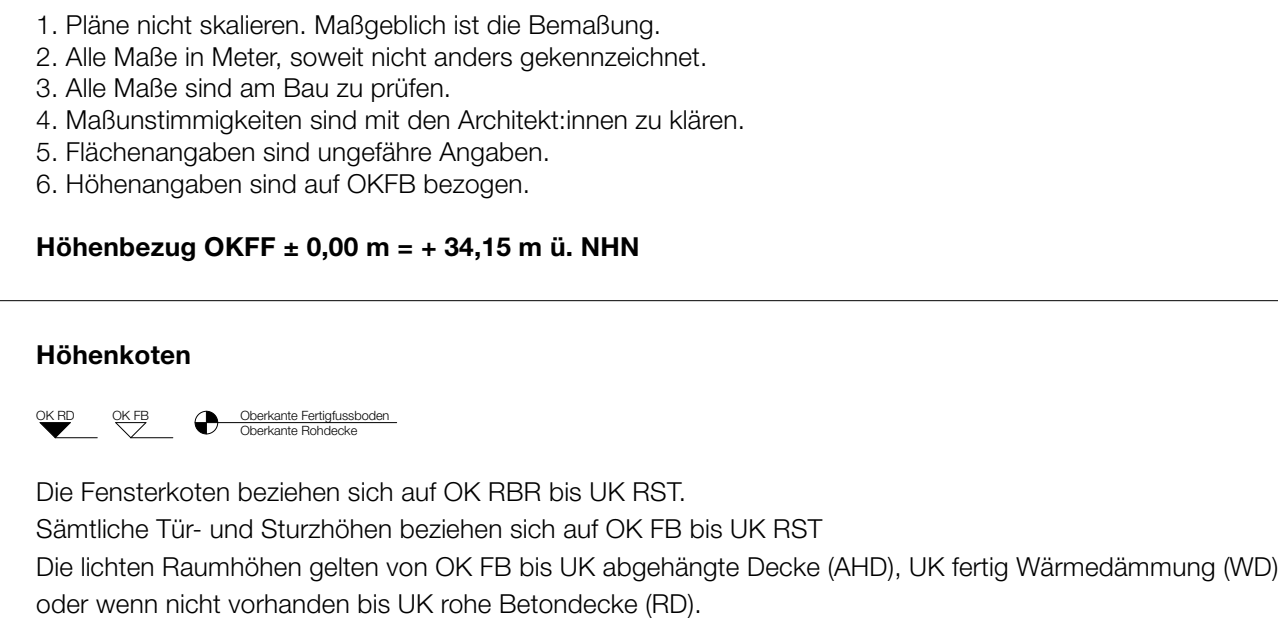 1. Pläne nicht skalieren. Maßgeblich ist die Bemaßung.
2. Alle Maße in Meter, soweit nicht anders gekennzeichnet.
3. Alle Maße sind am Bau zu prüfen.
4. Maßunstimmigkeiten sind mit den Architekt:innen zu klären.
5. Flächenangaben sind ungefähre Angaben.
6. Höhenangaben sind auf OKFB bezogen.
Höhenbezug OKFF ± 0,00 m = + 34,15 m ü. NHN
Höhenkoten
OK RD OK FB Oberkante Fertigfussboden
Oberkante Rohdecke
Die Fensterkoten beziehen sich auf OK RBR bis UK RST.
Sämtliche Tür- und Sturzhöhen beziehen sich auf OK FB bis UK RST
Die lichten Raumhöhen gelten von OK FB bis UK abgehängte Decke (AHD), UK fertig Wärmedämmung (WD)
oder wenn nicht vorhanden bis UK rohe Betondecke (RD).